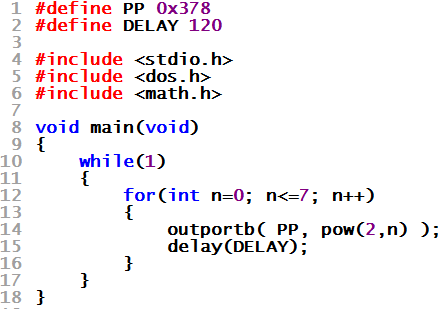 1 #define PP 0x378
2 #define DELAY 120
3
4 #include <stdio.h>
5 #include <dos.h>
6 #include <math.h>
7
8 void main(void)
9 {
10     while(1)
11     {
12         for(int n=0; n<=7; n++)
13         {
14             outportb( PP, pow(2,n) );
15             delay(DELAY);
16         }
17     }
18 }